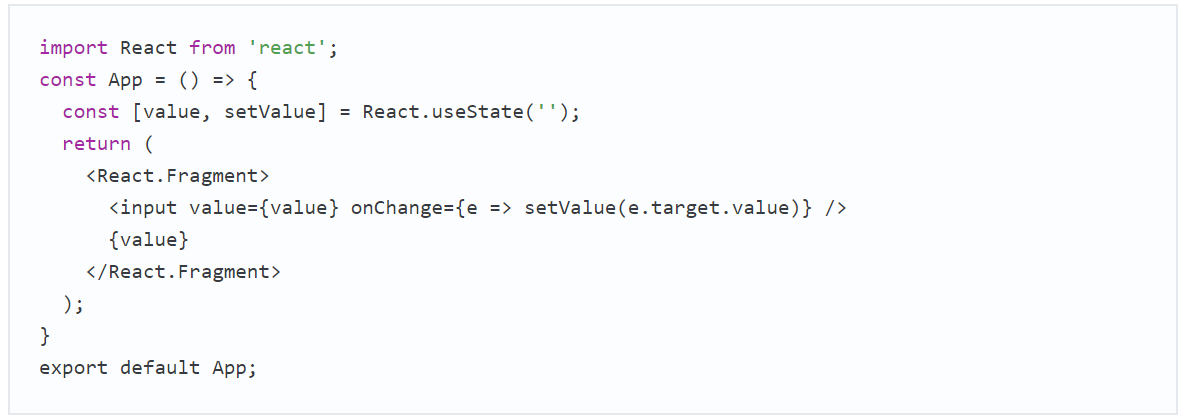 import React from 'react';
const App = () => {
  const [value, setValue] = React.useState('');
  return (
    <React.Fragment>
      <input value={value} onChange={e => setValue(e.target.value)} />
      {value}
    </React.Fragment>
  );
}
export default App;